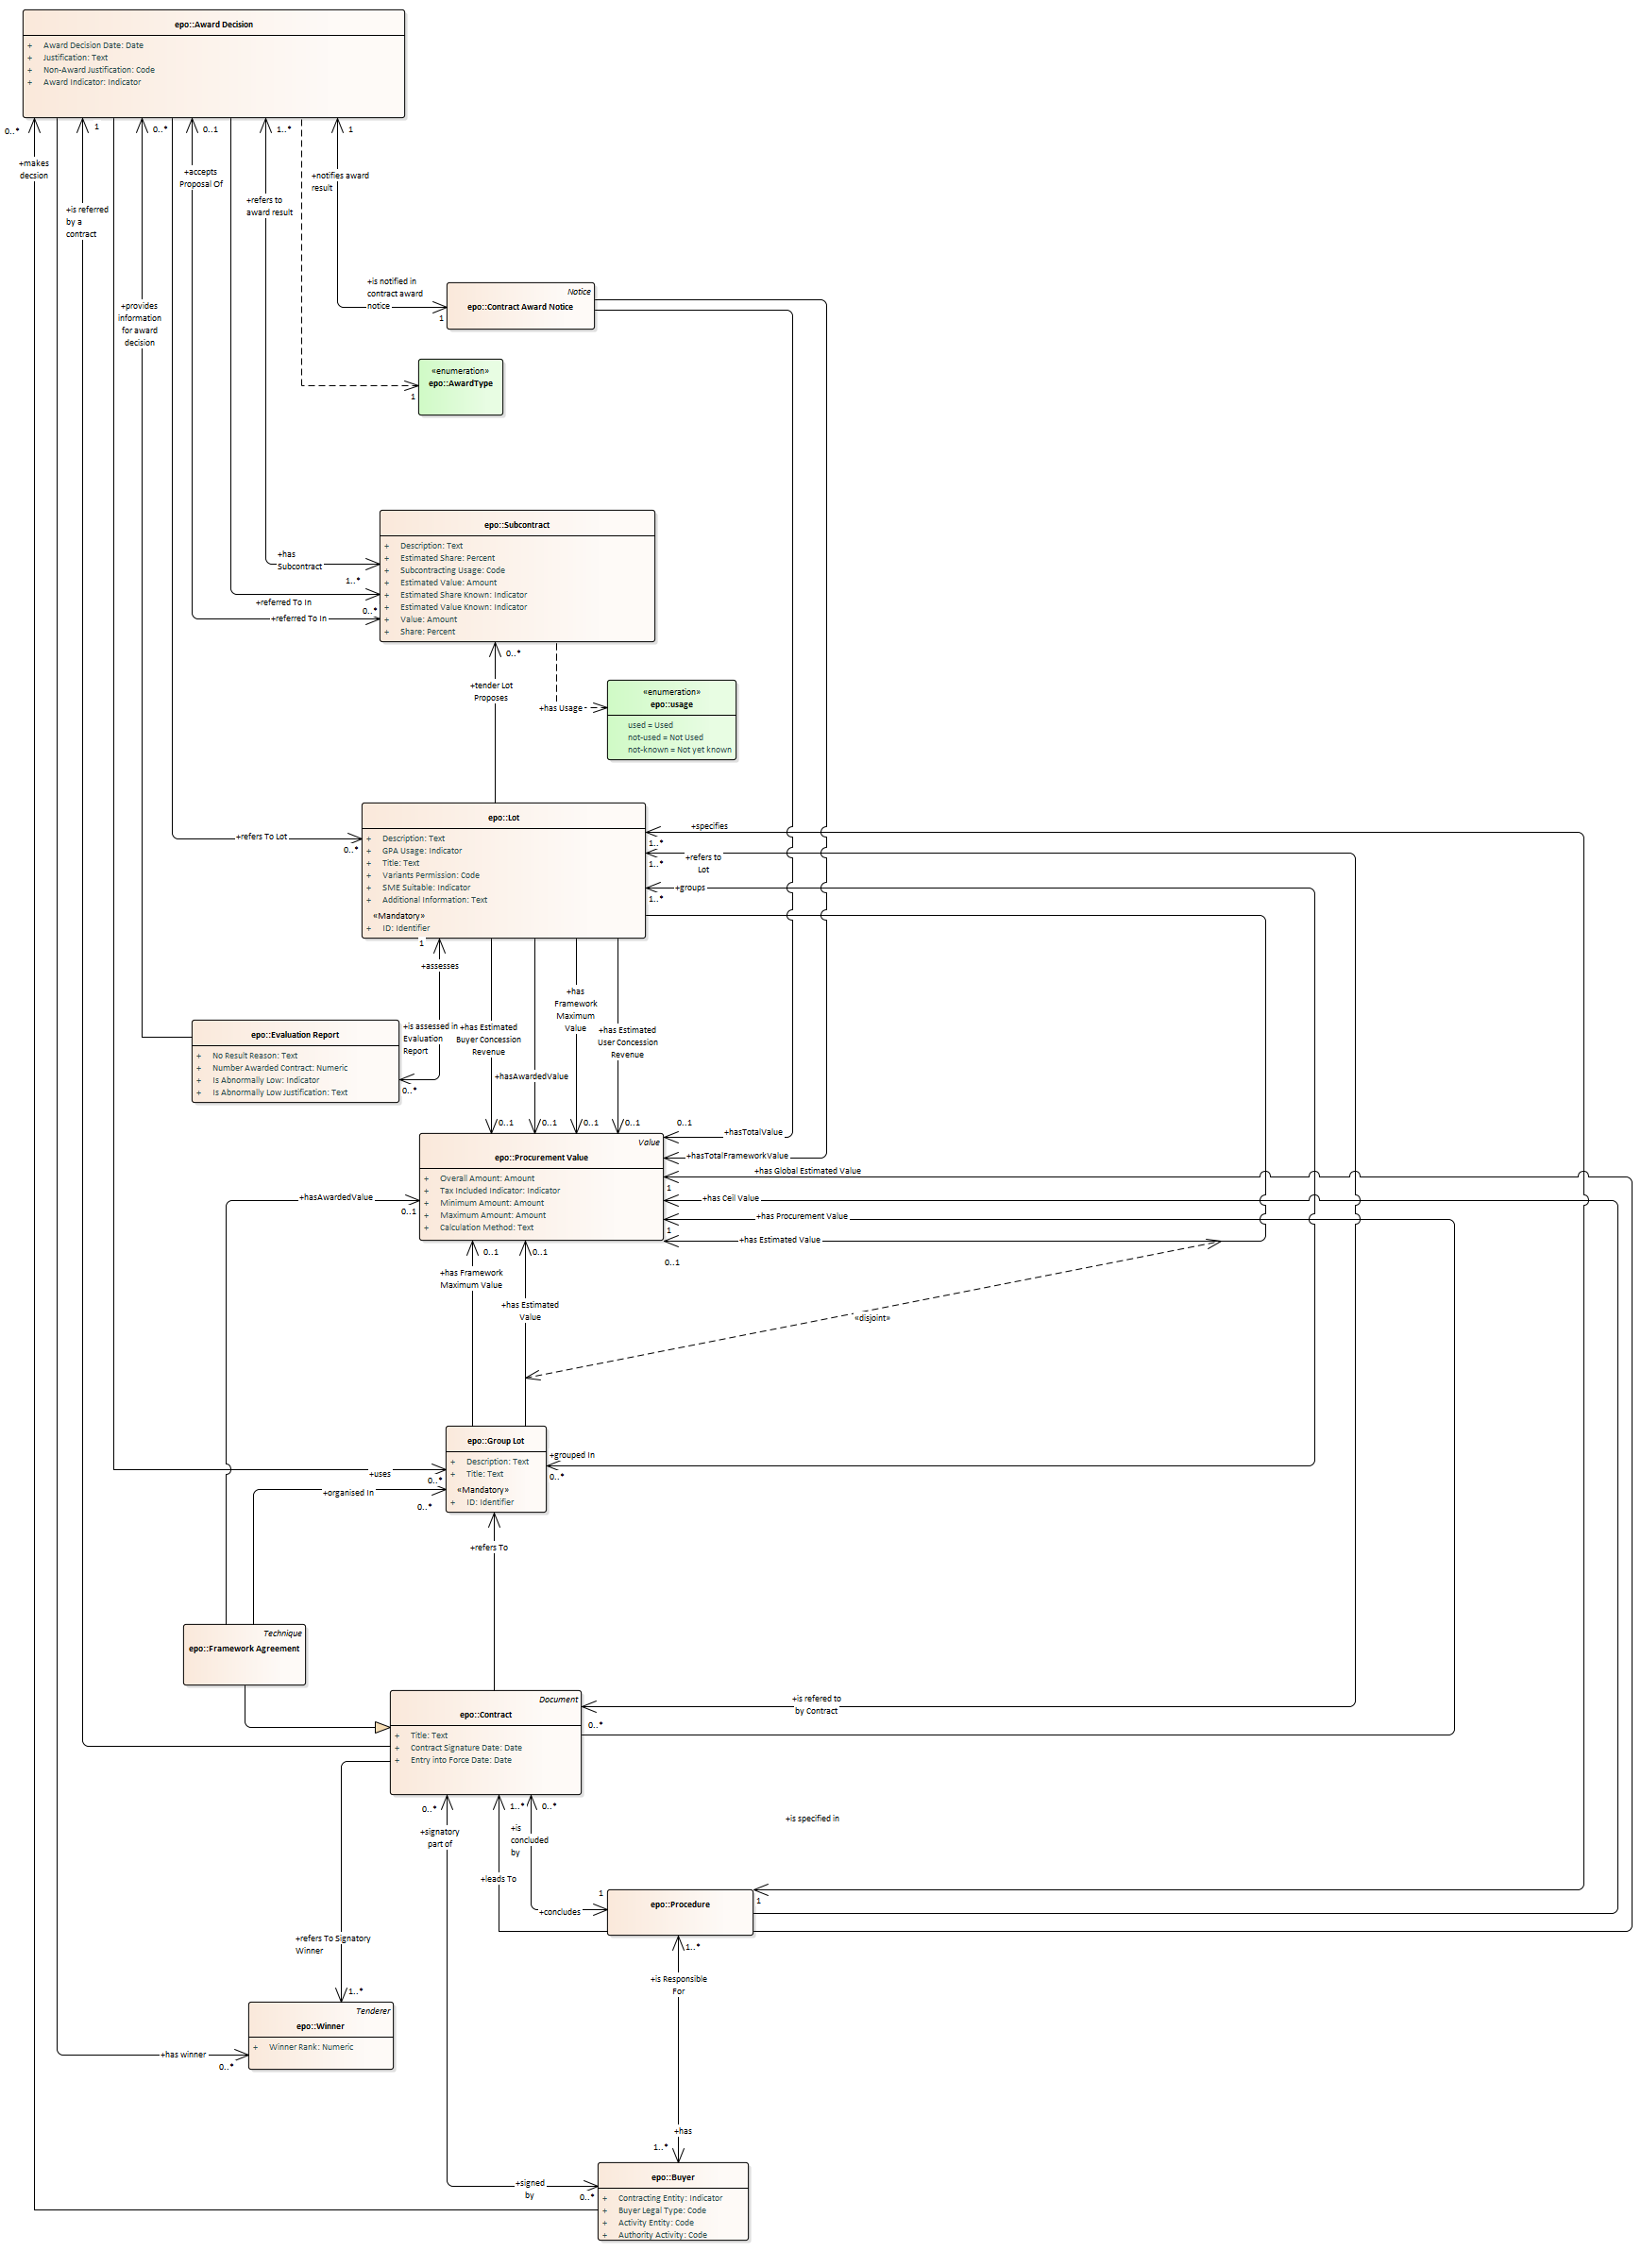 epo::Award Decision
+ Award Decision Date: Date
+ Justification: Text
+ Non-Award Justification: Code
+ Award Indicator: Indicator
0..*
1
0..*
0..1
1..*
1
+makes
decsion
+accepts
Proposal Of
+notifies award
result
+is referred
by a
contract
+refers to
award result
+is notified in
contract award
notice
1
Notice
epo::Contract Award Notice
+provides
information
for award
decision
«enumeration»
epo::AwardType
1
epo::Subcontract
+ Description: Text
+ Estimated Share: Percent
+ Subcontracting Usage: Code
+ Estimated Value: Amount
+ Estimated Share Known: Indicator
+ Estimated Value Known: Indicator
+ Value: Amount
+ Share: Percent
+has
Subcontract
1..*
+referred To In
0..*
+referred To In
0..*
+tender Lot
Proposes
+has Usage
«enumeration»
epo::usage
used = Used
not-used = Not Used
not-known = Not yet known
epo::Lot
+ Description: Text
+ GPA Usage: Indicator
+ Title: Text
+ Variants Permission: Code
+ SME Suitable: Indicator
+ Additional Information: Text
«Mandatory»
+ ID: Identifier
+refers To Lot
0..*
+specifies
1..*
+refers to
Lot
1..*
+groups
1..*
1
+assesses
+is assessed in
Evaluation
Report
0..*
epo::Evaluation Report
+ No Result Reason: Text
+ Number Awarded Contract: Numeric
+ Is Abnormally Low: Indicator
+ Is Abnormally Low Justification: Text
+has Estimated
Buyer Concession
Revenue
+hasAwardedValue
+has
Framework
Maximum
Value
+has Estimated
User Concession
Revenue
0..1
0..1
0..1
0..1
0..1
+hasTotalValue
+hasTotalFrameworkValue
Value
epo::Procurement Value
+ Overall Amount: Amount
+ Tax Included Indicator: Indicator
+ Minimum Amount: Amount
+ Maximum Amount: Amount
+ Calculation Method: Text
+has Global Estimated Value
1
+has Ceil Value
+has Procurement Value
1
+has Estimated Value
0..1
+hasAwardedValue
0..1
0..1
0..1
+has Framework
Maximum Value
+has Estimated
Value
«disjoint»
epo::Group Lot
+ Description: Text
+ Title: Text
«Mandatory»
+ ID: Identifier
+grouped In
0..*
+uses
0..*
+organised In
0..*
+refers To
Technique
epo::Framework Agreement
Document
epo::Contract
+ Title: Text
+ Contract Signature Date: Date
+ Entry into Force Date: Date
+is refered to
by Contract
0..*
0..*
1..*
0..*
+signatory
part of
+is
concluded
by
+leads To
+is specified in
1
+concludes
epo::Procedure
1
1..*
+refers To Signatory
Winner
1..*
+is Responsible
For
Tenderer
epo::Winner
+ Winner Rank: Numeric
+has winner
0..*
+has
1..*
+signed
by
0..*
epo::Buyer
+ Contracting Entity: Indicator
+ Buyer Legal Type: Code
+ Activity Entity: Code
+ Authority Activity: Code